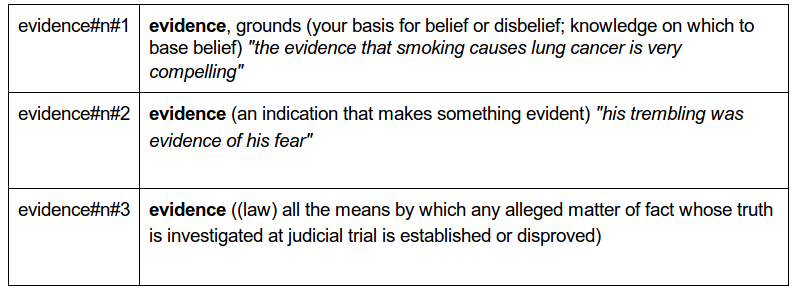 evidence#n#1 evidence, grounds (your basis for belief or disbelief; knowledge on which to
base belief) "the evidence that smoking causes lung cancer is very
compelling"
evidence#n#2 evidence (an indication that makes something evident) "his trembling was
evidence of his fear"
evidence#n#3 evidence ((law) all the means by which any alleged matter of fact whose truth
is investigated at judicial trial is established or disproved)